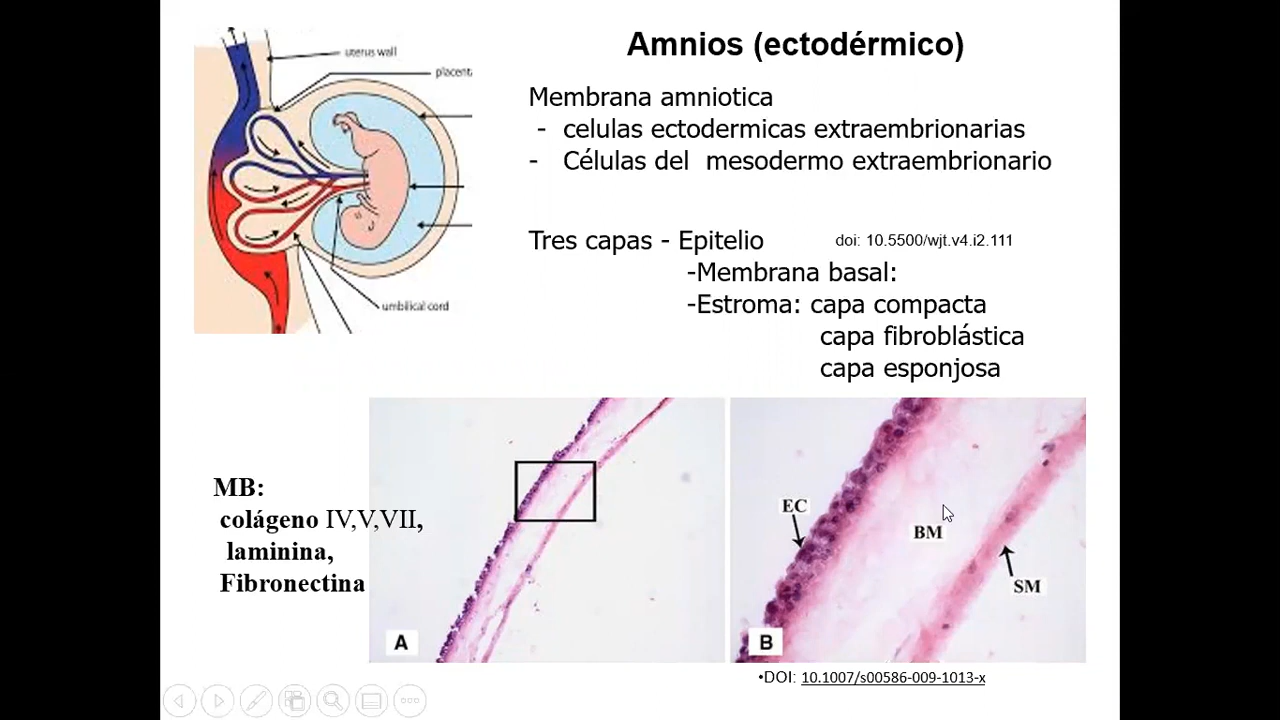 Amnios (ectodérmico)
uterus wall
placent
umbilical cord
Membrana amniotica
- celulas ectodermicas extraembrionarias
- Células del mesodermo extraembrionario
Tres capas - Epitelio
doi: 10.5500/wjt.v4.i2.111
-Membrana basal:
-Estroma: capa compacta
capa fibroblástica
capa esponjosa
MB:
colágeno IV,V,VII,
laminina,
Fibronectina
A
EC
BM
SM
B
•DOI: 10.1007/s00586-009-1013-x